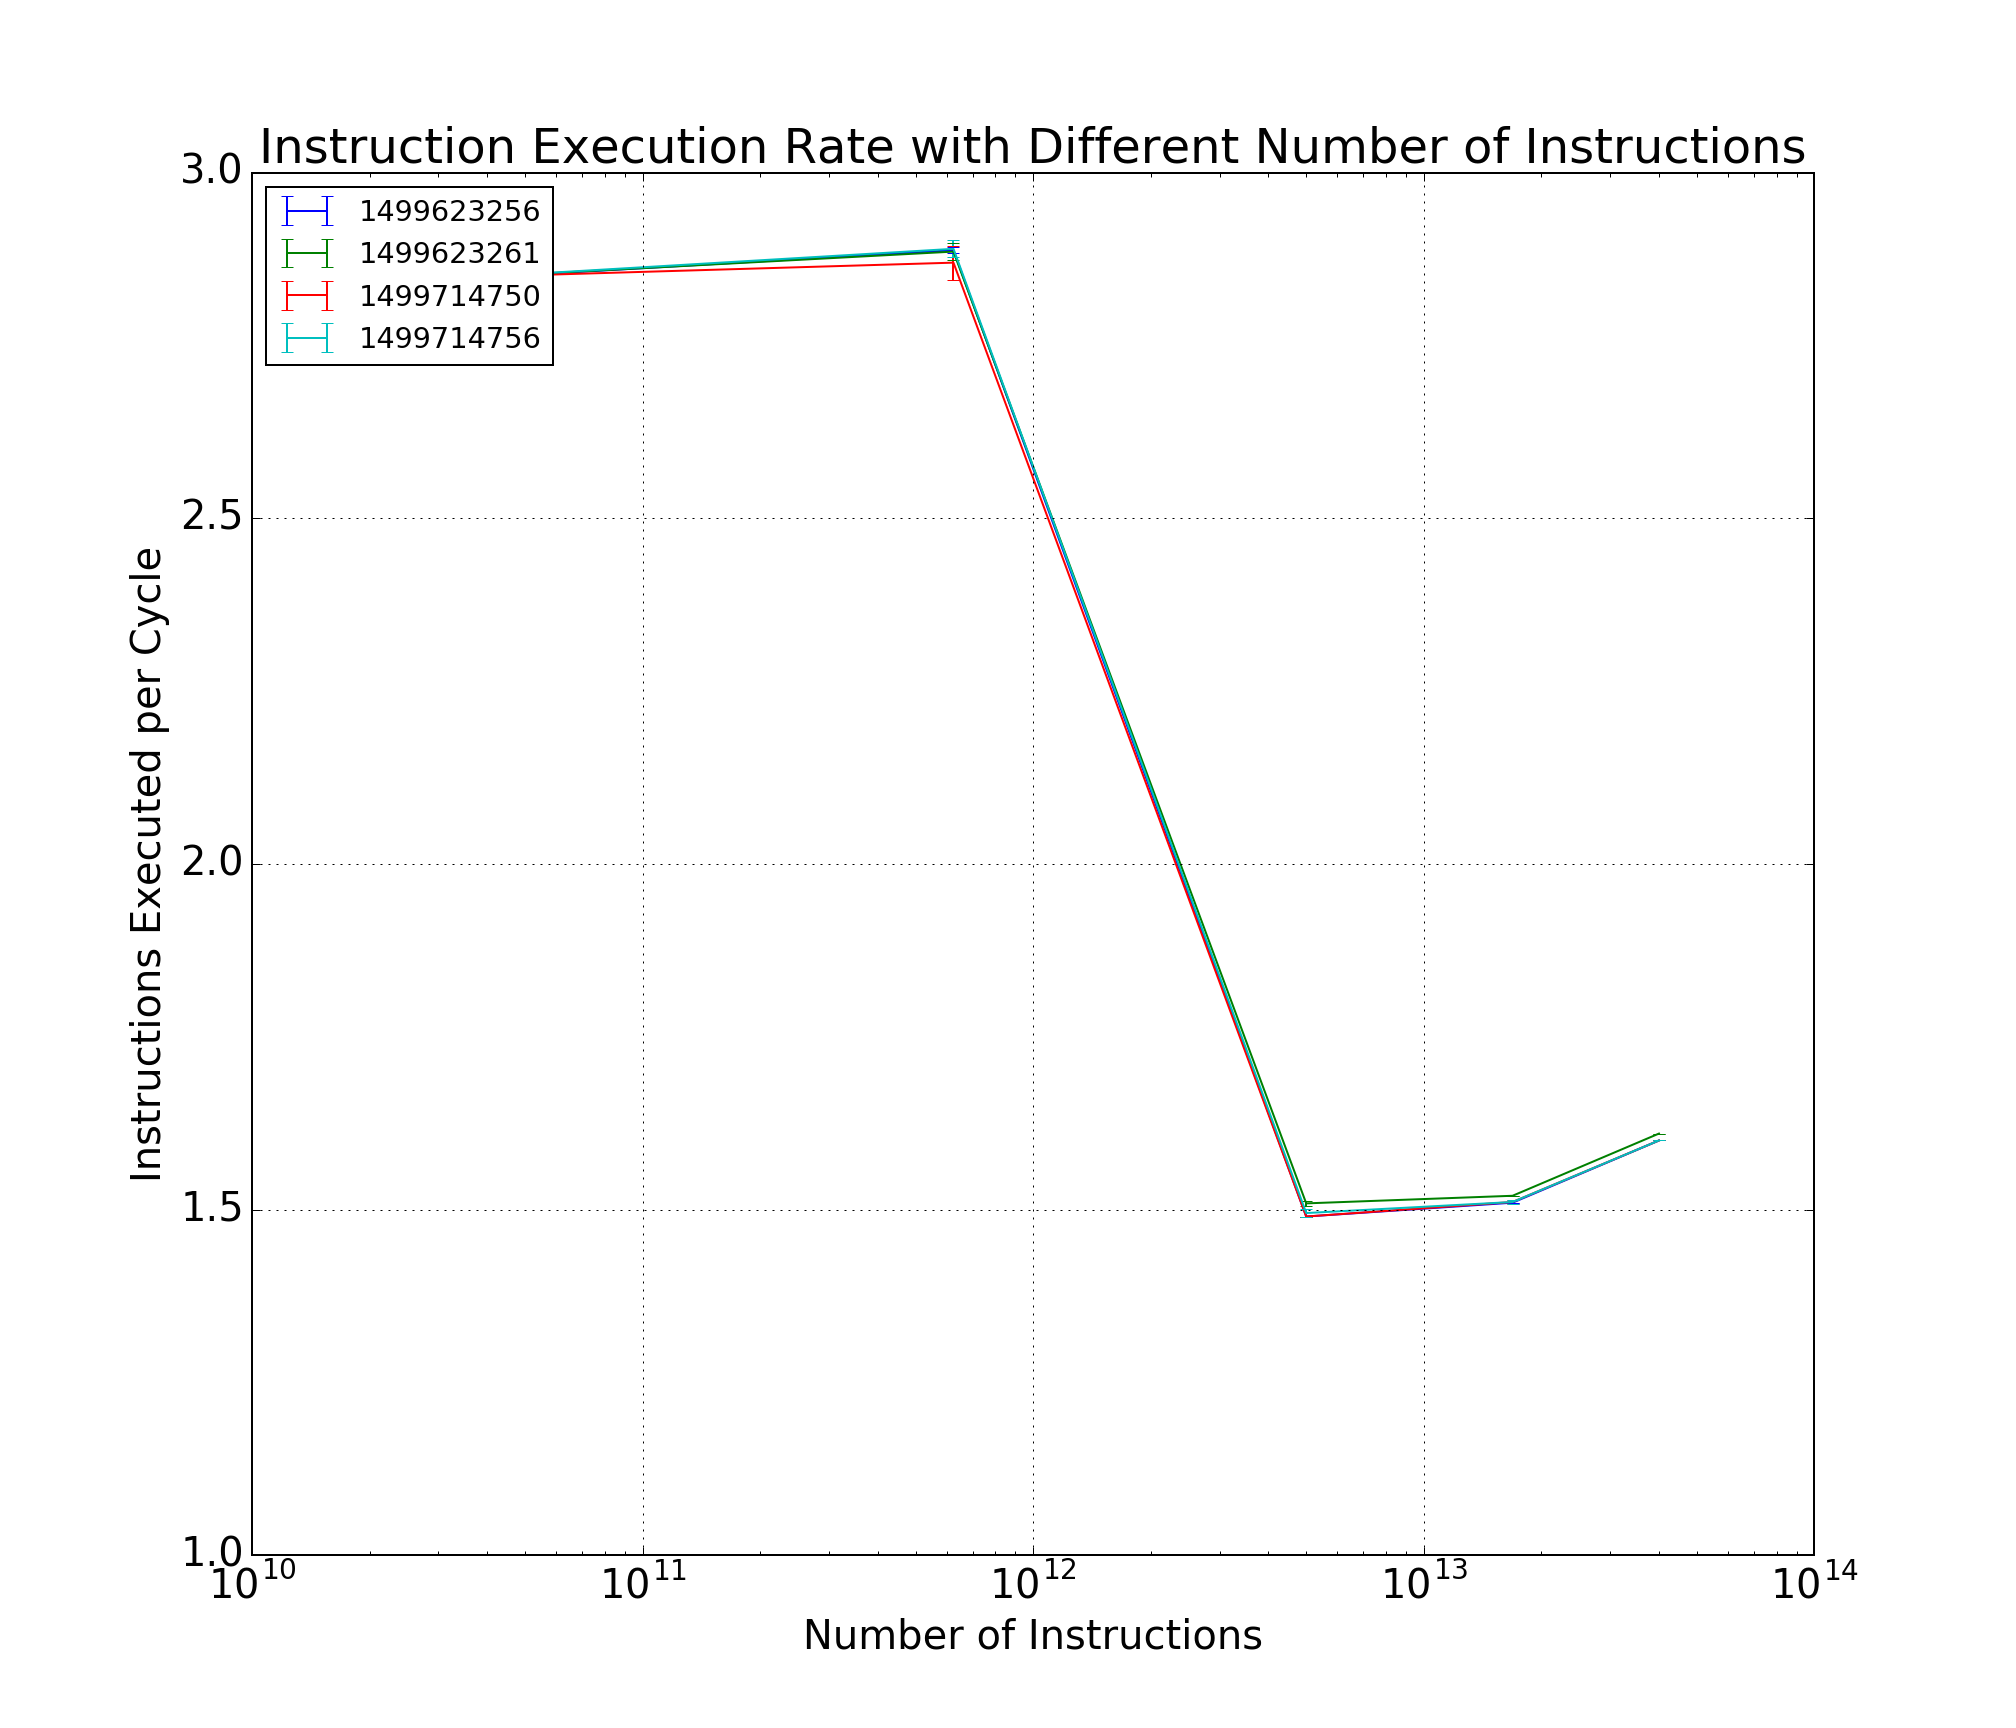 Instruction Execution Rate with Different Number of Instructions
3.0
1499623256
1499623261
1499714750
1499714756
2.5
2.0
1.5
1.0
Instructions Executed per Cycle
10^10 10^11 10^12 10^13 10^14
Number of Instructions